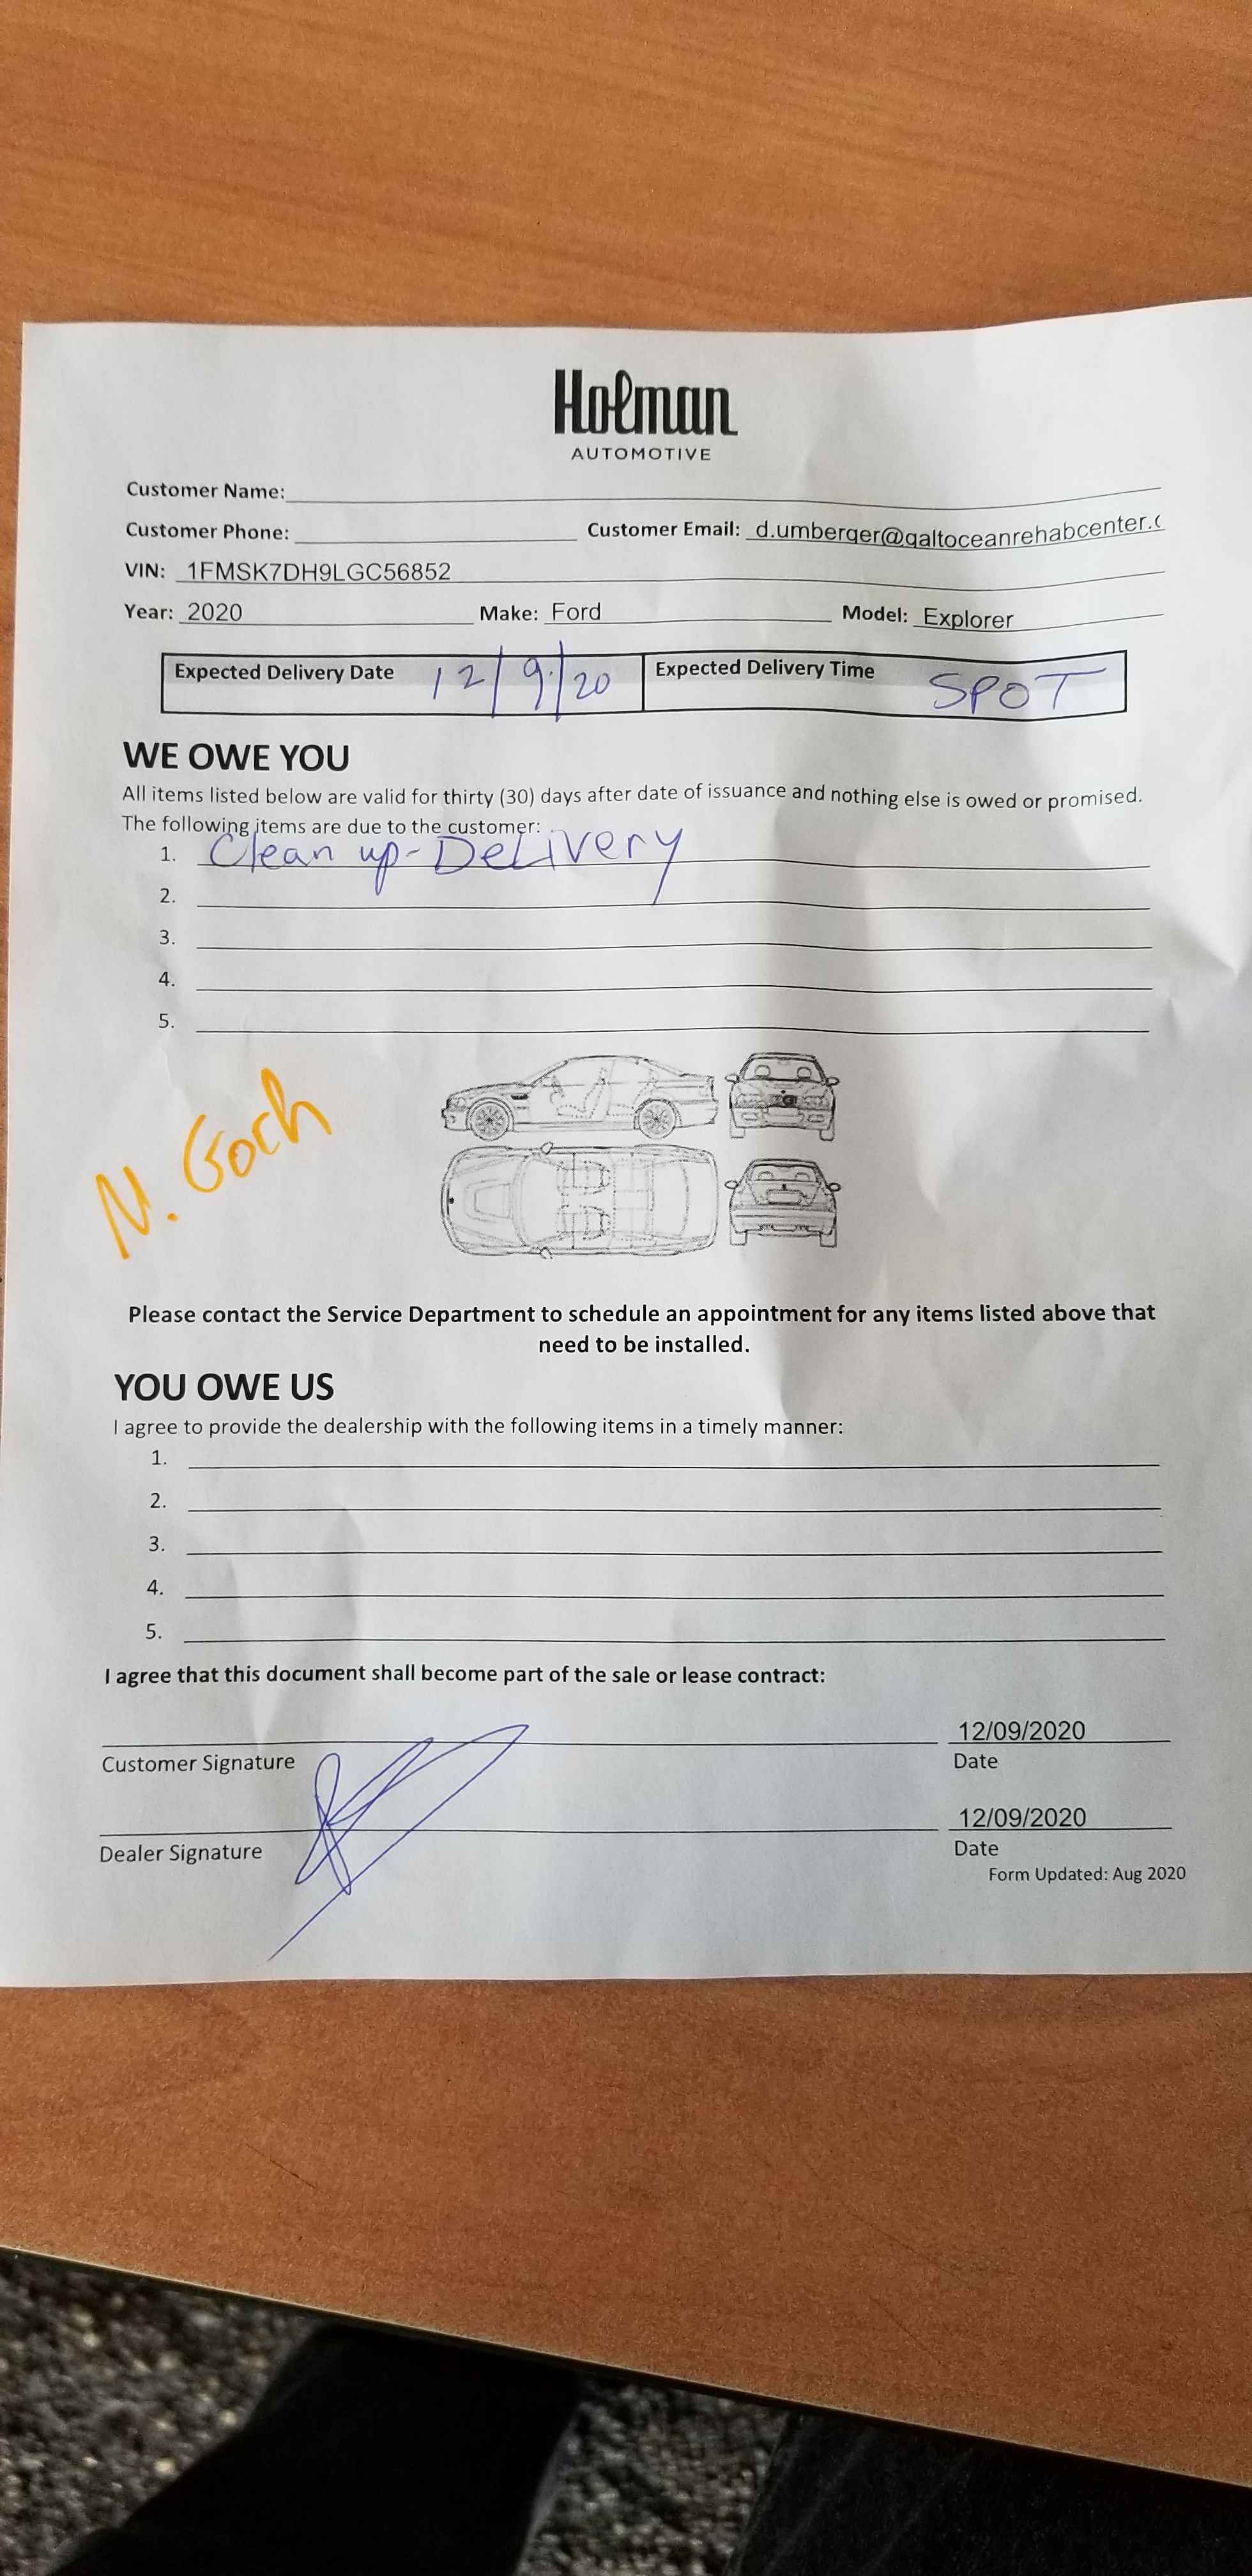 Holman
AUTOMOTIVE
Customer Name:
Customer Phone: Customer Email: d.umberger@galtoceanrehabcenter.c
VIN: 1FMSK7DH9LGC56852
Year: 2020 Make: Ford Model: Explorer
Expected Delivery Date 12/9/20 Expected Delivery Time SPOT
WE OWE YOU
All items listed below are valid for thirty (30) days after date of issuance and nothing else is owed or promised.
The following items are due to the customer:
1. Clean up-Delivery
2.
3.
4.
5.
N. Goch
Please contact the Service Department to schedule an appointment for any items listed above that
need to be installed.
YOU OWE US
I agree to provide the dealership with the following items in a timely manner:
1.
2.
3.
4.
5.
I agree that this document shall become part of the sale or lease contract:
12/09/2020
Customer Signature Date
12/09/2020
Dealer Signature Date
Form Updated: Aug 2020